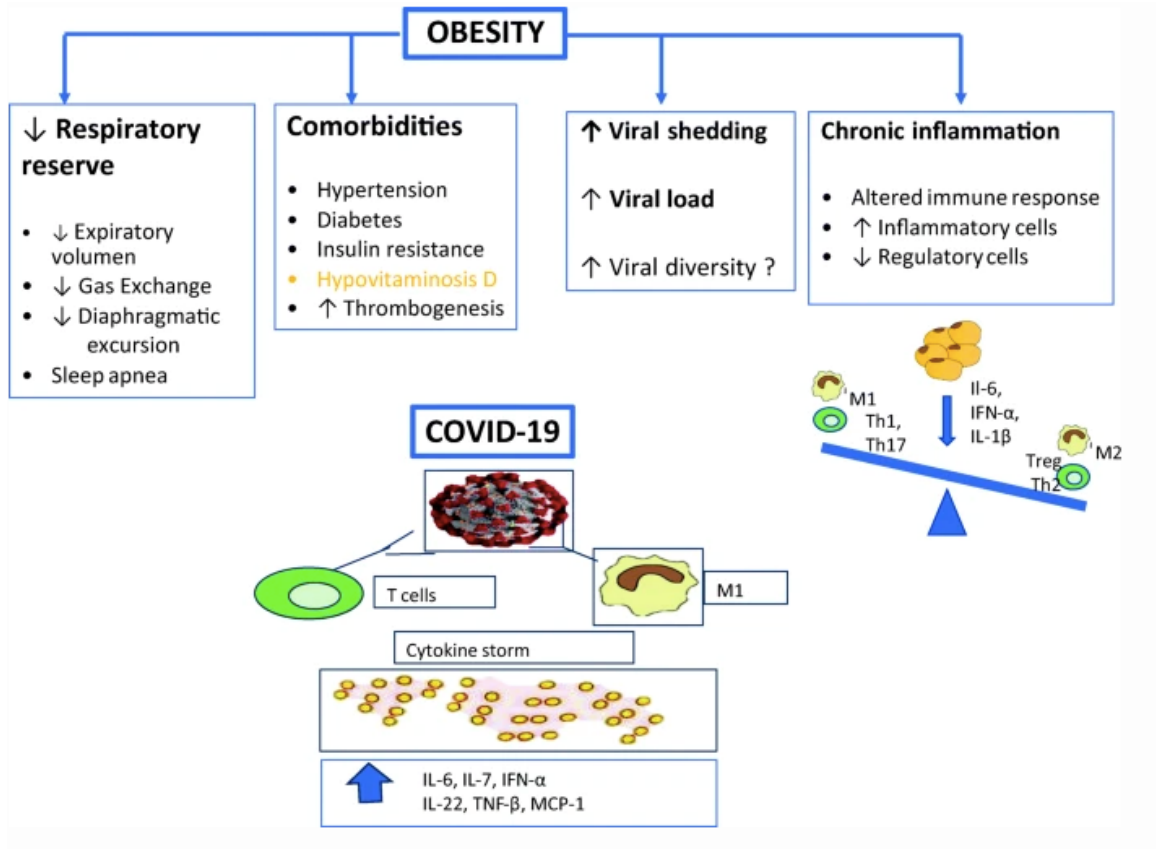 OBESITY
↓ Respiratory
reserve
• ↓ Expiratory
volumen
• ↓ Gas Exchange
• ↓ Diaphragmatic
excursion
• Sleep apnea
Comorbidities
• Hypertension
• Diabetes
• Insulin resistance
• Hypovitaminosis D
• ↑ Thrombogenesis
↑ Viral shedding
↑ Viral load
↑ Viral diversity ?
Chronic inflammation
• Altered immune response
• ↑ Inflammatory cells
• ↓ Regulatory cells
M1
Th1,
Th17
Il-6,
IFN-α,
IL-1β
M2
Treg
Th2
COVID-19
T cells
M1
Cytokine storm
IL-6, IL-7, IFN-α
IL-22, TNF-β, MCP-1